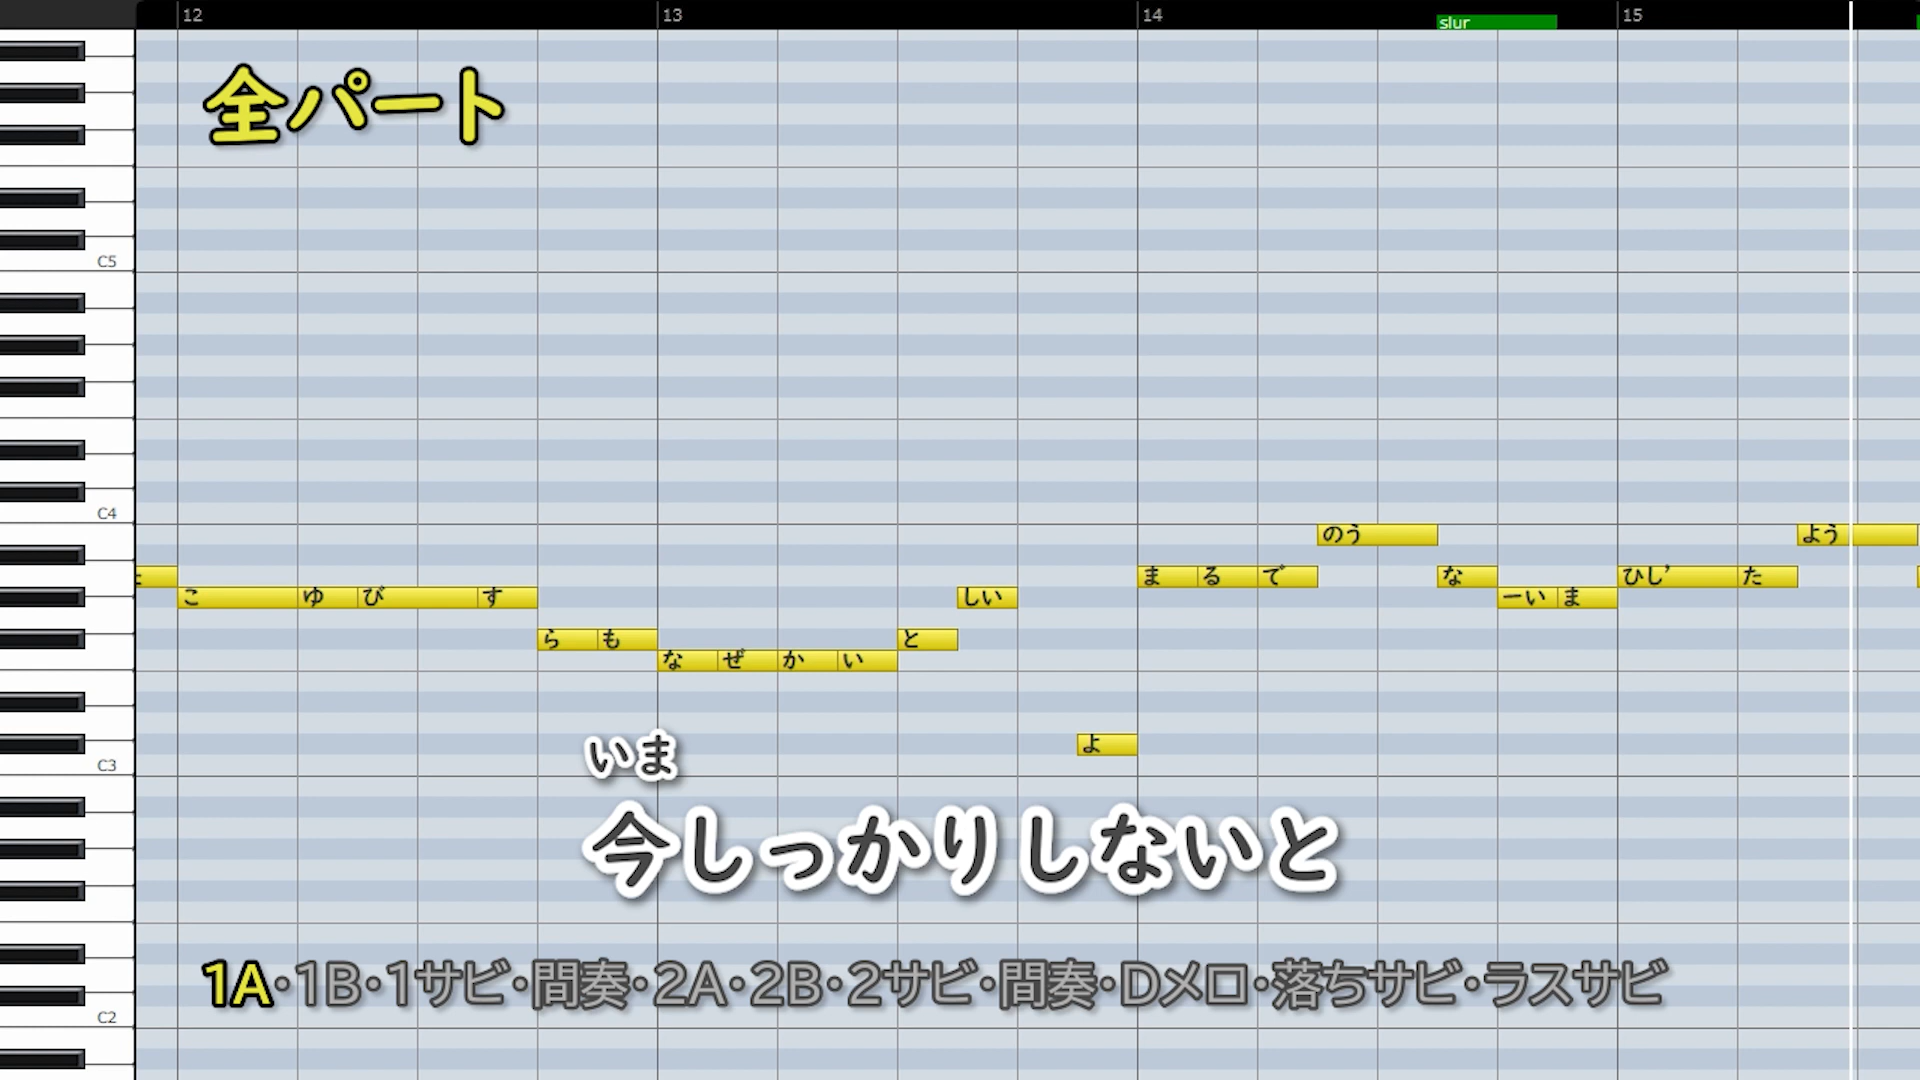 12 13 14 15
slur
全パート
C5
C4
のう よう
ま る で な ひし’ た
こ ゆ び す しい ーい ま
ら も と
な ぜ か い
よ
C3
いま
今しっかりしないと
1A・1B・1サビ・間奏・2A・2B・2サビ・間奏・Dメロ・落ちサビ・ラスサビ
C2